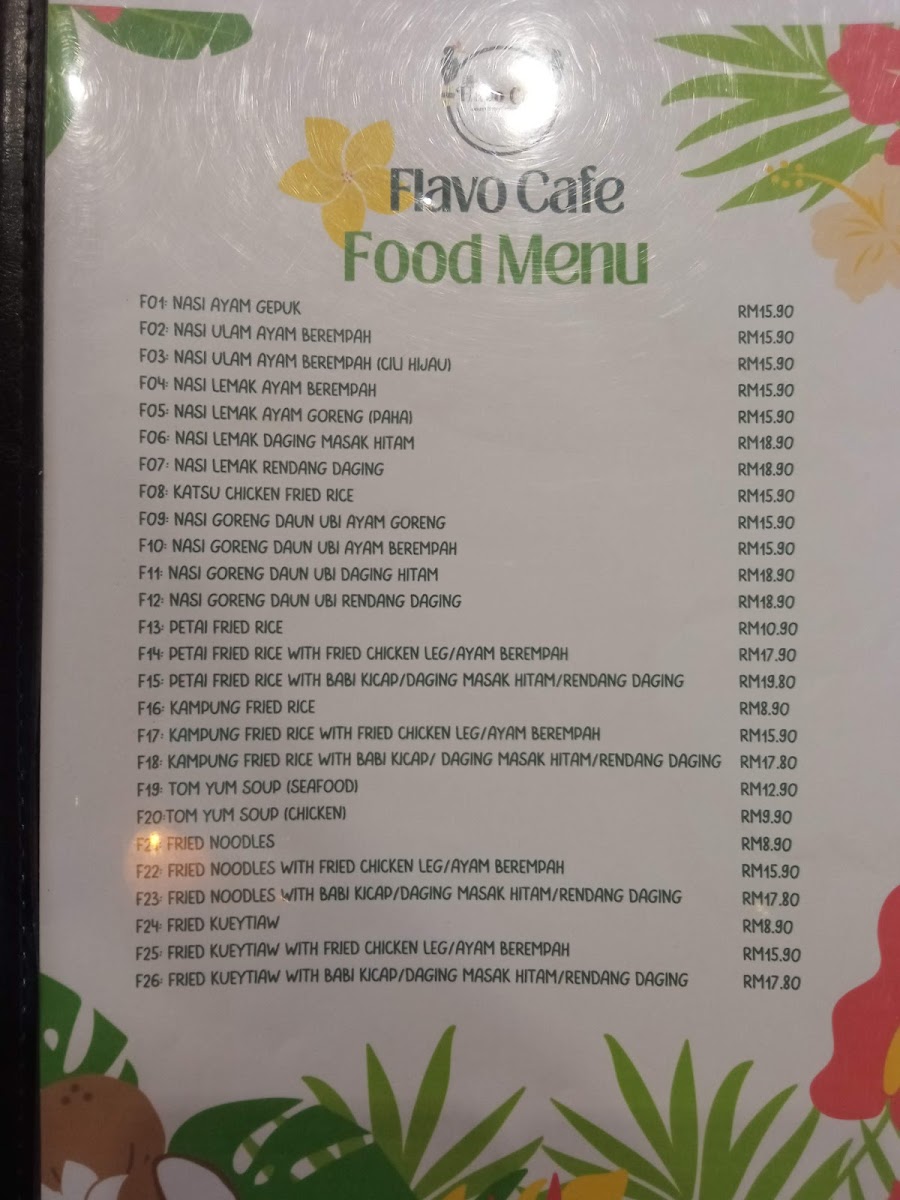 Flavo Cafe
Food Menu
F01: NASI AYAM GEPUK RM15.90
F02: NASI ULAM AYAM BEREMPAH RM15.90
F03: NASI ULAM AYAM BEREMPAH (CILI HIJAU) RM15.90
F04: NASI LEMAK AYAM BEREMPAH RM15.90
F05: NASI LEMAK AYAM GORENG (PAHA) RM15.90
F06: NASI LEMAK DAGING MASAK HITAM RM18.90
F07: NASI LEMAK RENDANG DAGING RM18.90
F08: KATSU CHICKEN FRIED RICE RM15.90
F09: NASI GORENG DAUN UBI AYAM GORENG RM15.90
F10: NASI GORENG DAUN UBI AYAM BEREMPAH RM15.90
F11: NASI GORENG DAUN UBI DAGING HITAM RM18.90
F12: NASI GORENG DAUN UBI RENDANG DAGING RM18.90
F13: PETAI FRIED RICE RM10.90
F14: PETAI FRIED RICE WITH FRIED CHICKEN LEG/AYAM BEREMPAH RM17.90
F15: PETAI FRIED RICE WITH BABI KICAP/DAGING MASAK HITAM/RENDANG DAGING RM19.80
F16: KAMPUNG FRIED RICE RM8.90
F17: KAMPUNG FRIED RICE WITH FRIED CHICKEN LEG/AYAM BEREMPAH RM15.90
F18: KAMPUNG FRIED RICE WITH BABI KICAP/ DAGING MASAK HITAM/RENDANG DAGING RM17.80
F19: TOM YUM SOUP (SEAFOOD) RM12.90
F20:TOM YUM SOUP (CHICKEN) RM9.90
F21: FRIED NOODLES RM8.90
F22: FRIED NOODLES WITH FRIED CHICKEN LEG/AYAM BEREMPAH RM15.90
F23: FRIED NOODLES WITH BABI KICAP/DAGING MASAK HITAM/RENDANG DAGING RM17.80
F24: FRIED KUEYTIAW RM8.90
F25: FRIED KUEYTIAW WITH FRIED CHICKEN LEG/AYAM BEREMPAH RM15.90
F26: FRIED KUEYTIAW WITH BABI KICAP/DAGING MASAK HITAM/RENDANG DAGING RM17.80